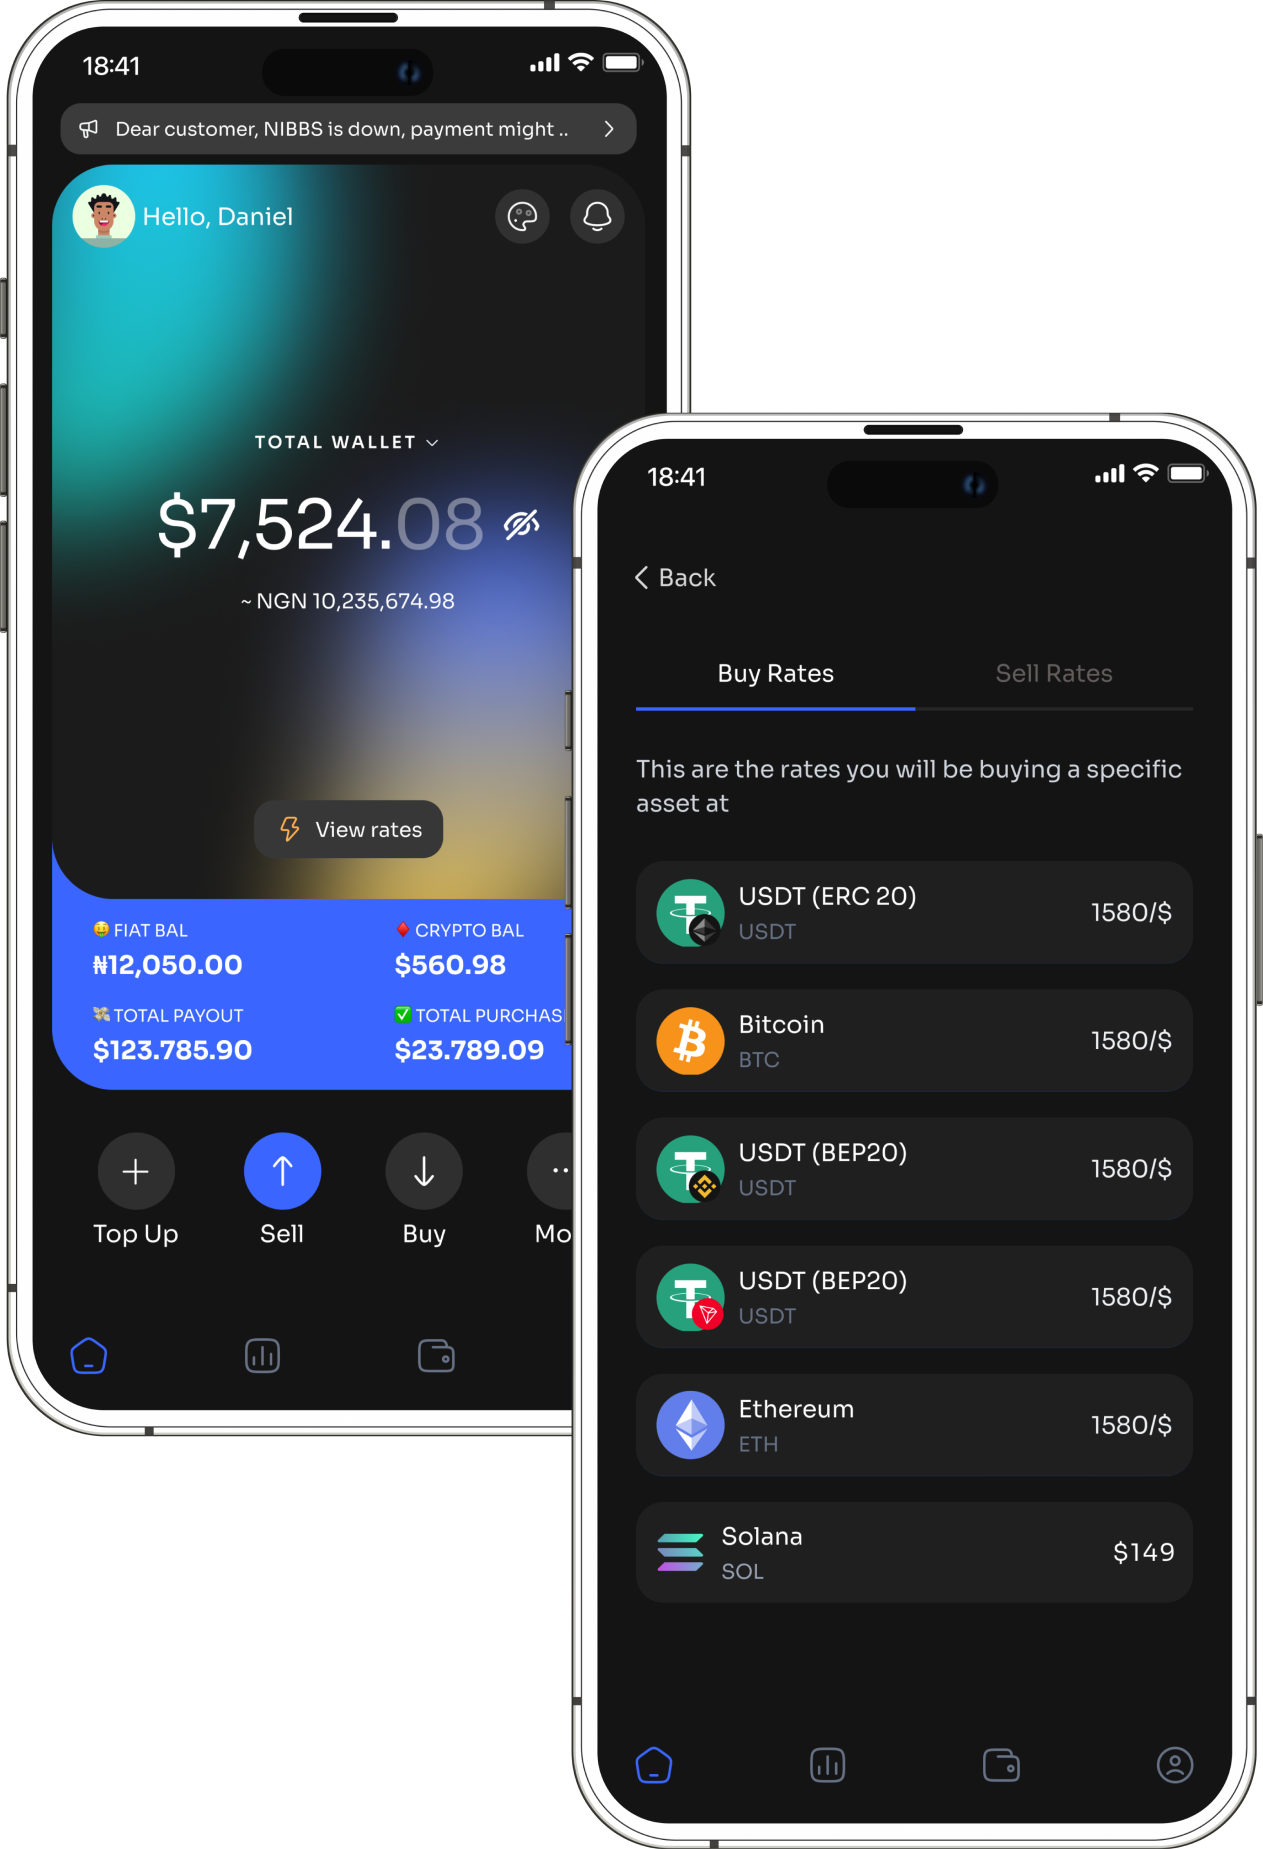 18:41
Dear customer, NIBBS is down, payment might ..
Hello, Daniel
TOTAL WALLET
$7,524.08
~ NGN 10,235,674.98
View rates
FIAT BAL
₦12,050.00
CRYPTO BAL
$560.98
TOTAL PAYOUT
$123.785.90
TOTAL PURCHAS
$23.789.09
Top Up
Sell
Buy
Mo
18:41
Back
Buy Rates
Sell Rates
This are the rates you will be buying a specific
asset at
USDT (ERC 20)
USDT
1580/$
Bitcoin
BTC
1580/$
USDT (BEP20)
USDT
1580/$
USDT (BEP20)
USDT
1580/$
Ethereum
ETH
1580/$
Solana
SOL
$149